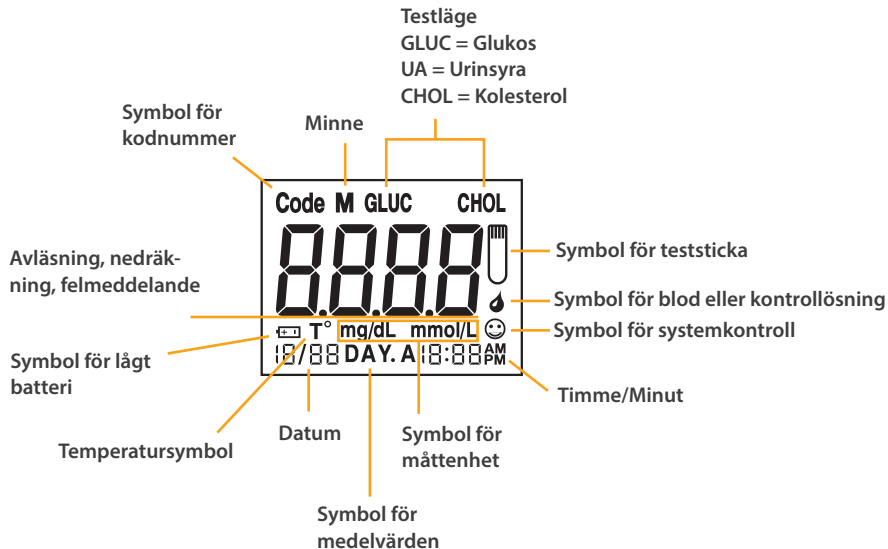 Testläge
GLUC = Glukos
UA = Urinsyra
CHOL = Kolesterol
Symbol för
kodnummer
Minne
Code M GLUC CHOL
8.8.8.8
Avläsning, nedräk-
ning, felmeddelande
Symbol för teststicka
Symbol för blod eller kontrollösning
T° mg/dL mmol/L
Symbol för systemkontroll
18/88 DAY. A 18:88 AM
PM
Symbol för lågt
batteri
Timme/Minut
Temperatursymbol
Datum
Symbol för
måttenhet
Symbol för
medelvärden